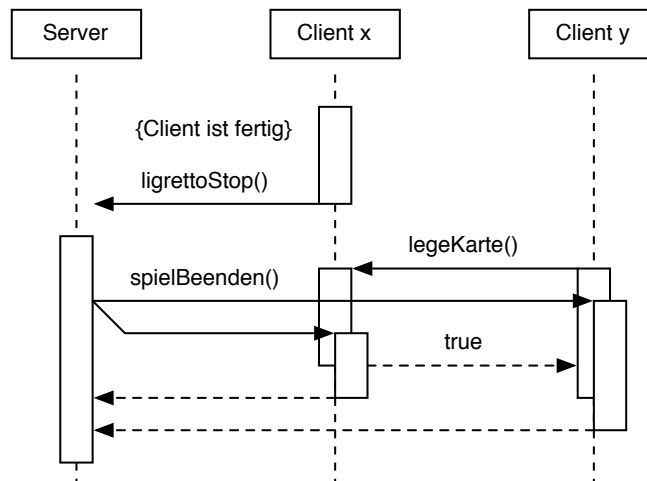 Server
Client x
Client y
{Client ist fertig}
ligrettoStop()
legeKarte()
spielBeenden()
true